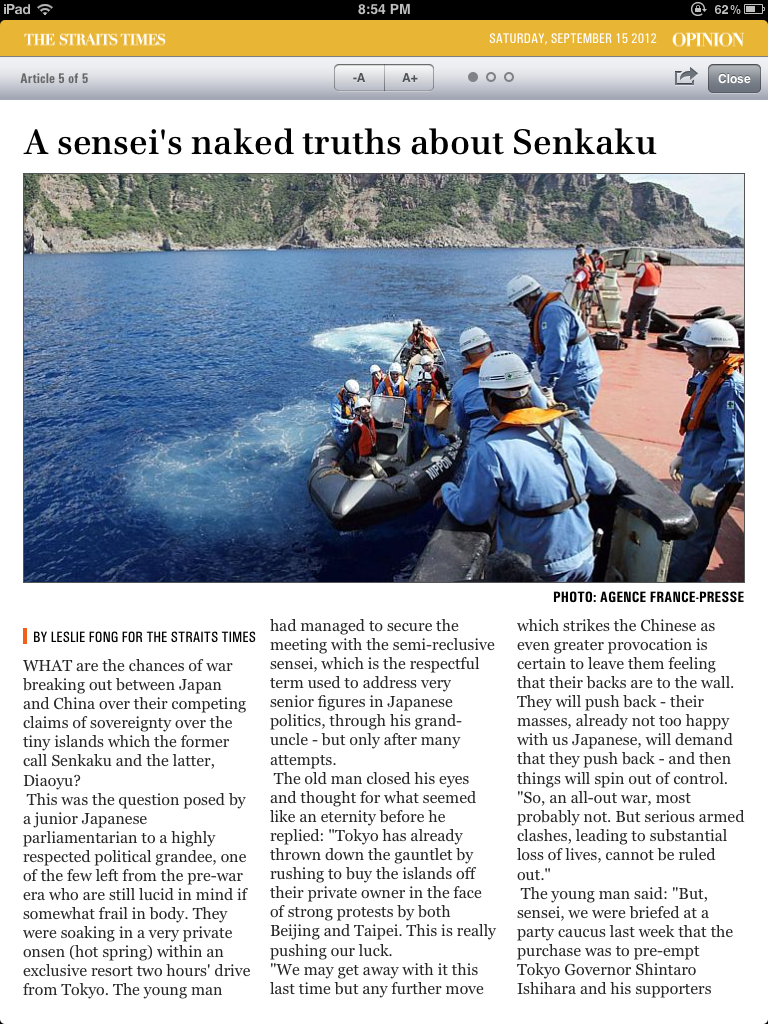 iPad
8:54 PM
62%
THE STRAITS TIMES
SATURDAY, SEPTEMBER 15 2012
OPINION
Article 5 of 5
-A
A+
Close
A sensei's naked truths about Senkaku
NIPPON
PHOTO: AGENCE FRANCE-PRESSE
BY LESLIE FONG FOR THE STRAITS TIMES
WHAT are the chances of war
breaking out between Japan
and China over their competing
claims of sovereignty over the
tiny islands which the former
call Senkaku and the latter,
Diaoyu?
This was the question posed by
a junior Japanese
parliamentarian to a highly
respected political grandee, one
of the few left from the pre-war
era who are still lucid in mind if
somewhat frail in body. They
were soaking in a very private
onsen (hot spring) within an
exclusive resort two hours' drive
from Tokyo. The young man
had managed to secure the
meeting with the semi-reclusive
sensei, which is the respectful
term used to address very
senior figures in Japanese
politics, through his grand-
uncle - but only after many
attempts.
The old man closed his eyes
and thought for what seemed
like an eternity before he
replied: "Tokyo has already
thrown down the gauntlet by
rushing to buy the islands off
their private owner in the face
of strong protests by both
Beijing and Taipei. This is really
pushing our luck.
"We may get away with it this
last time but any further move
which strikes the Chinese as
even greater provocation is
certain to leave them feeling
that their backs are to the wall.
They will push back - their
masses, already not too happy
with us Japanese, will demand
that they push back - and then
things will spin out of control.
"So, an all-out war, most
probably not. But serious armed
clashes, leading to substantial
loss of lives, cannot be ruled
out."
The young man said: "But,
sensei, we were briefed at a
party caucus last week that the
purchase was to pre-empt
Tokyo Governor Shintaro
Ishihara and his supporters